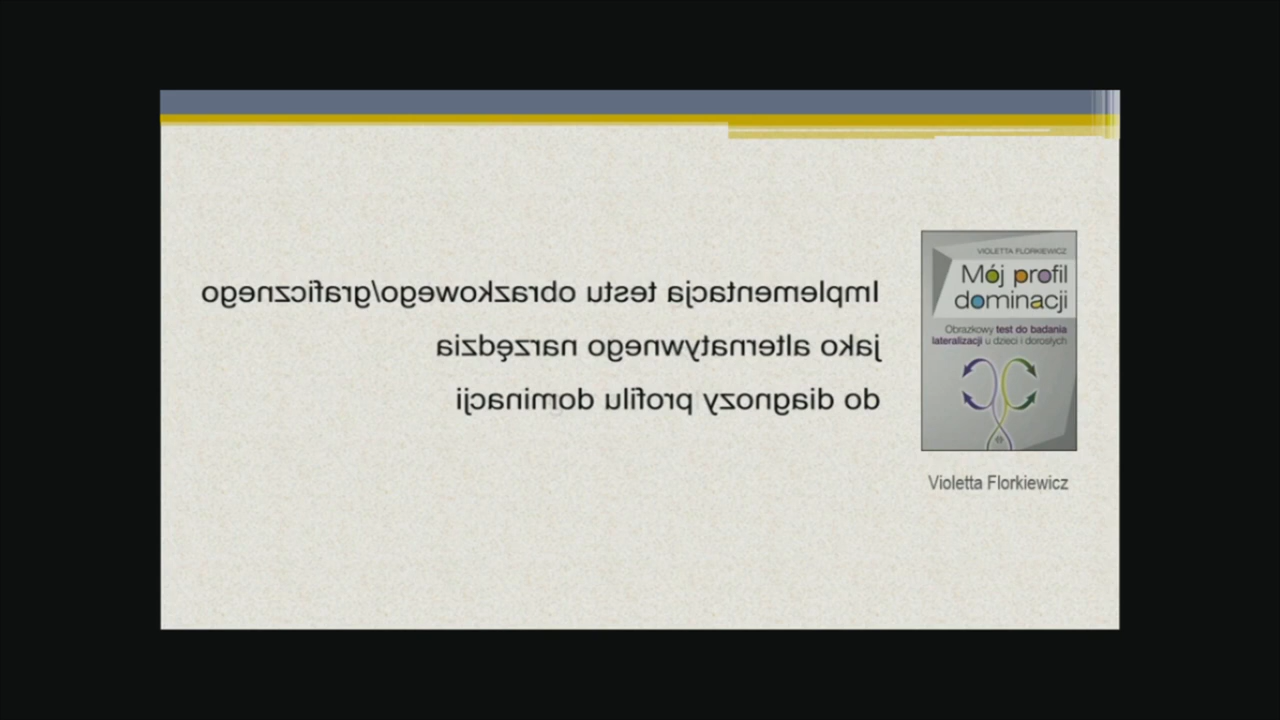 Implementacja testu obrazkowego/graficznego
jako alternatywnego narzędzia
do diagnozy profilu dominacji
VIOLETTA FLORKIEWICZ
Mój profil
dominacji
Obrazkowy test do badania
lateralizacji u dzieci i dorosłych
Violetta Florkiewicz